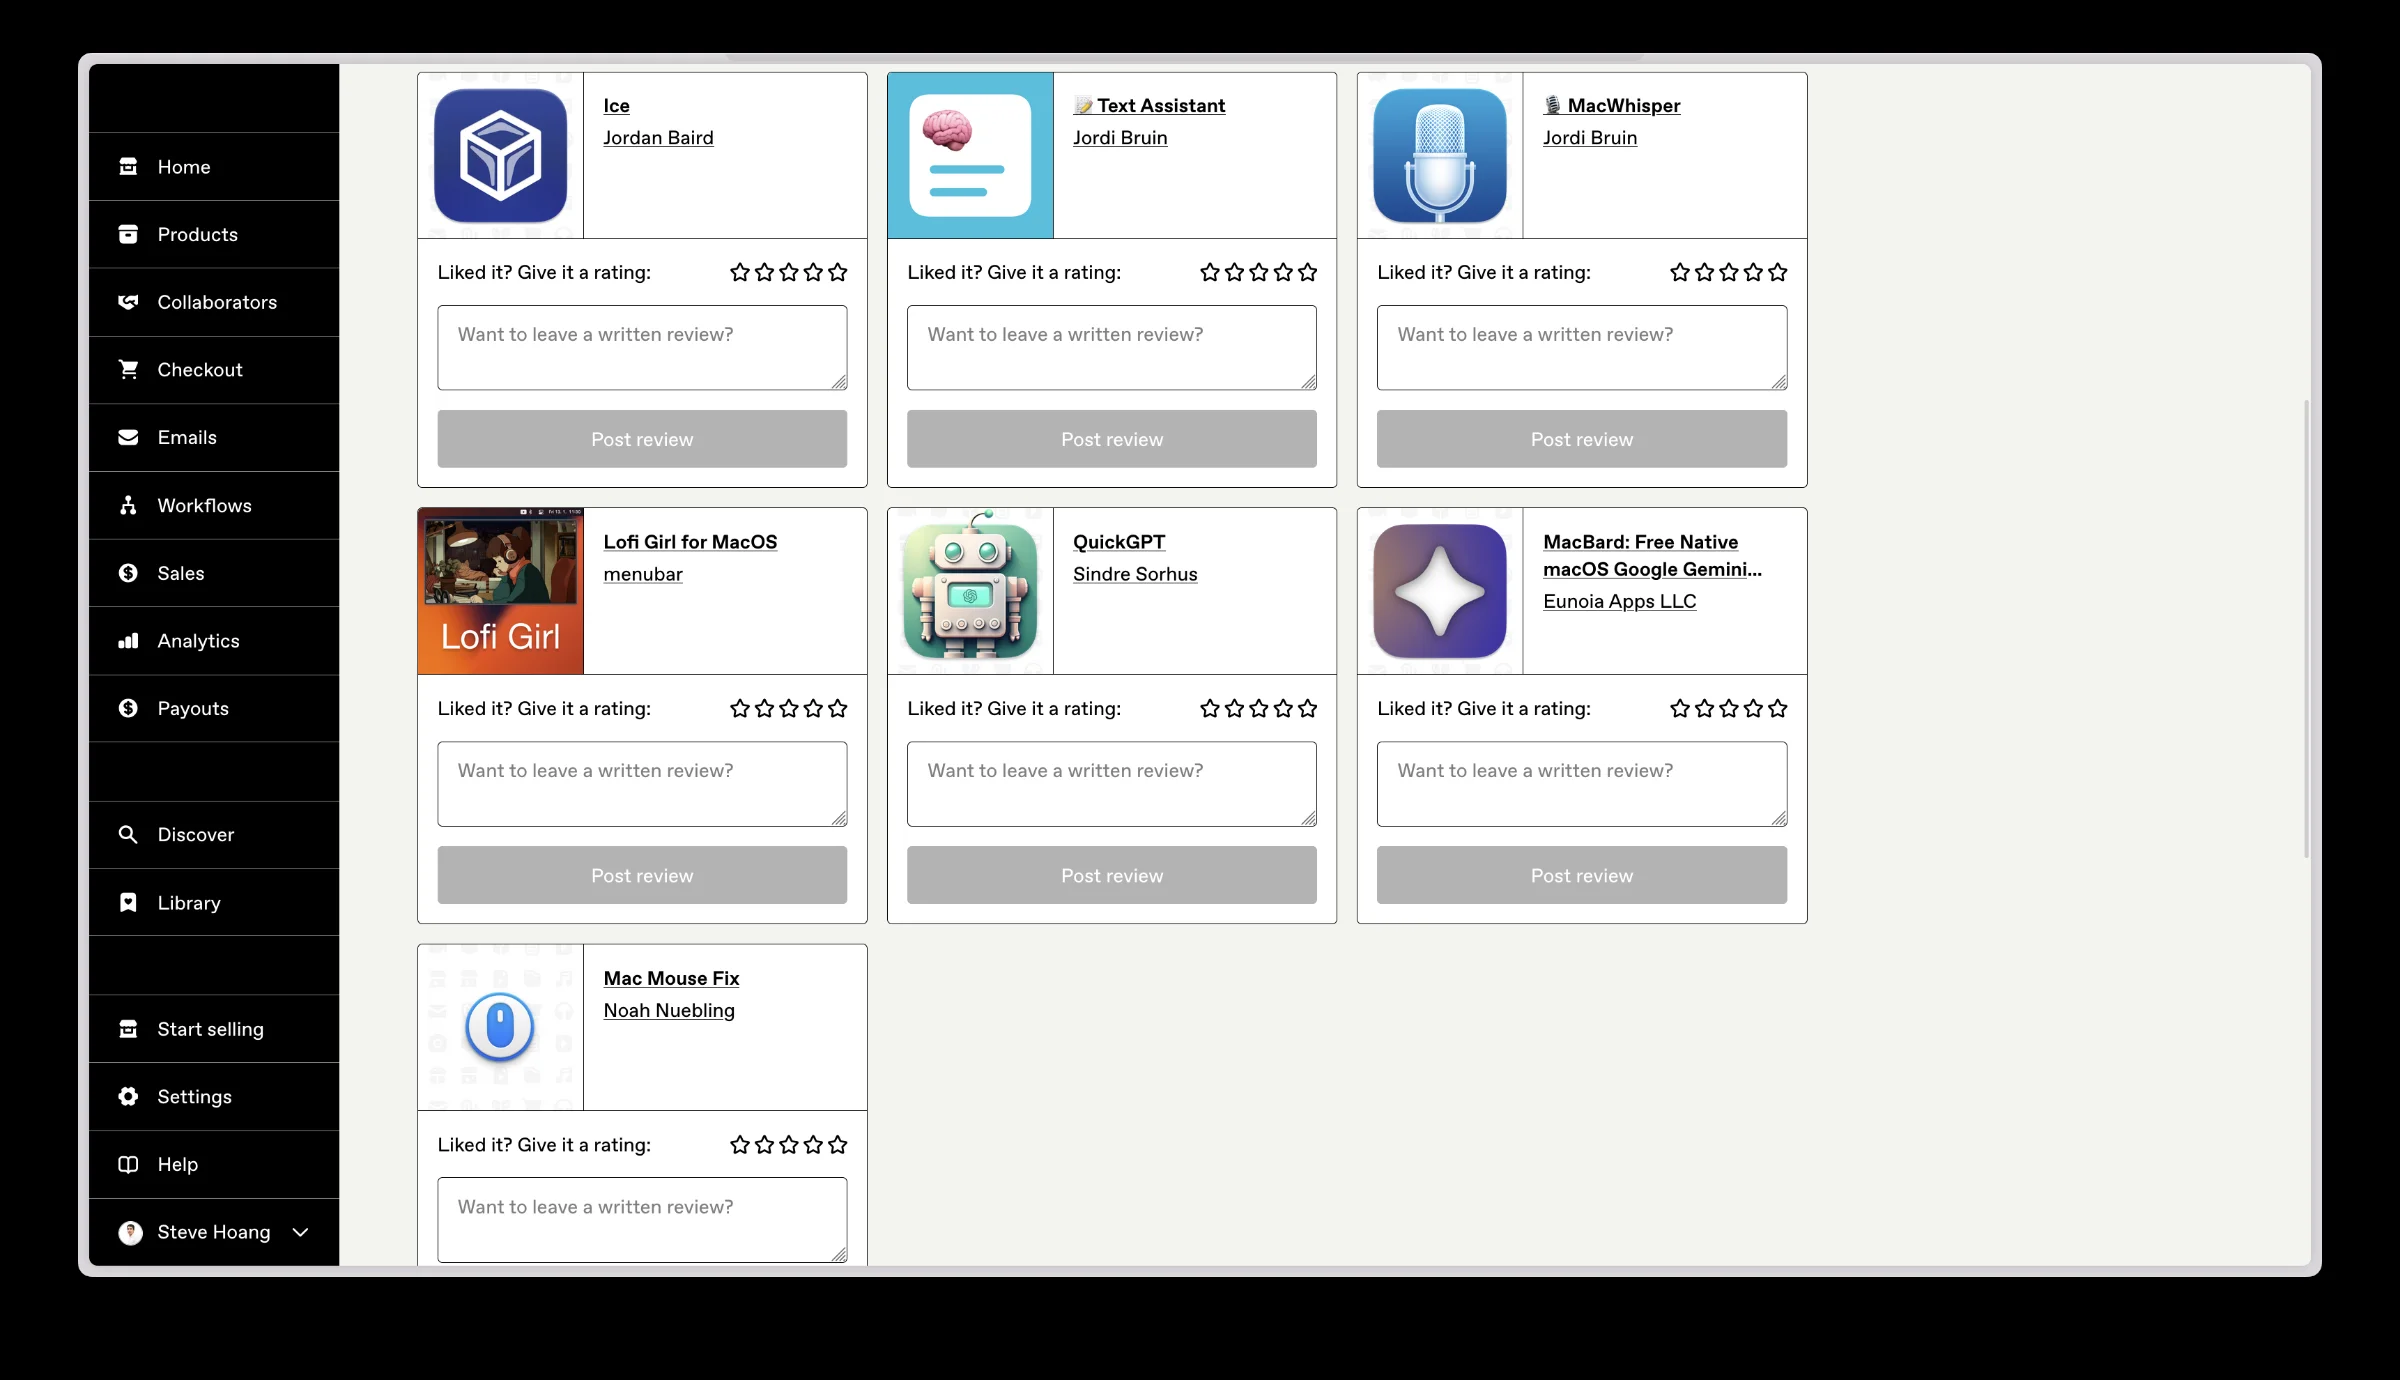 Home
Products
Collaborators
Checkout
Emails
Workflows
Sales
Analytics
Payouts
Discover
Library
Start selling
Settings
Help
Steve Hoang
Ice
Jordan Baird
Liked it? Give it a rating:
Want to leave a written review?
Post review
📝 Text Assistant
Jordi Bruin
Liked it? Give it a rating:
Want to leave a written review?
Post review
🎙️ MacWhisper
Jordi Bruin
Liked it? Give it a rating:
Want to leave a written review?
Post review
Lofi Girl
Lofi Girl for MacOS
menubar
Liked it? Give it a rating:
Want to leave a written review?
Post review
QuickGPT
Sindre Sorhus
Liked it? Give it a rating:
Want to leave a written review?
Post review
MacBard: Free Native
macOS Google Gemini...
Eunoia Apps LLC
Liked it? Give it a rating:
Want to leave a written review?
Post review
Mac Mouse Fix
Noah Nuebling
Liked it? Give it a rating:
Want to leave a written review?